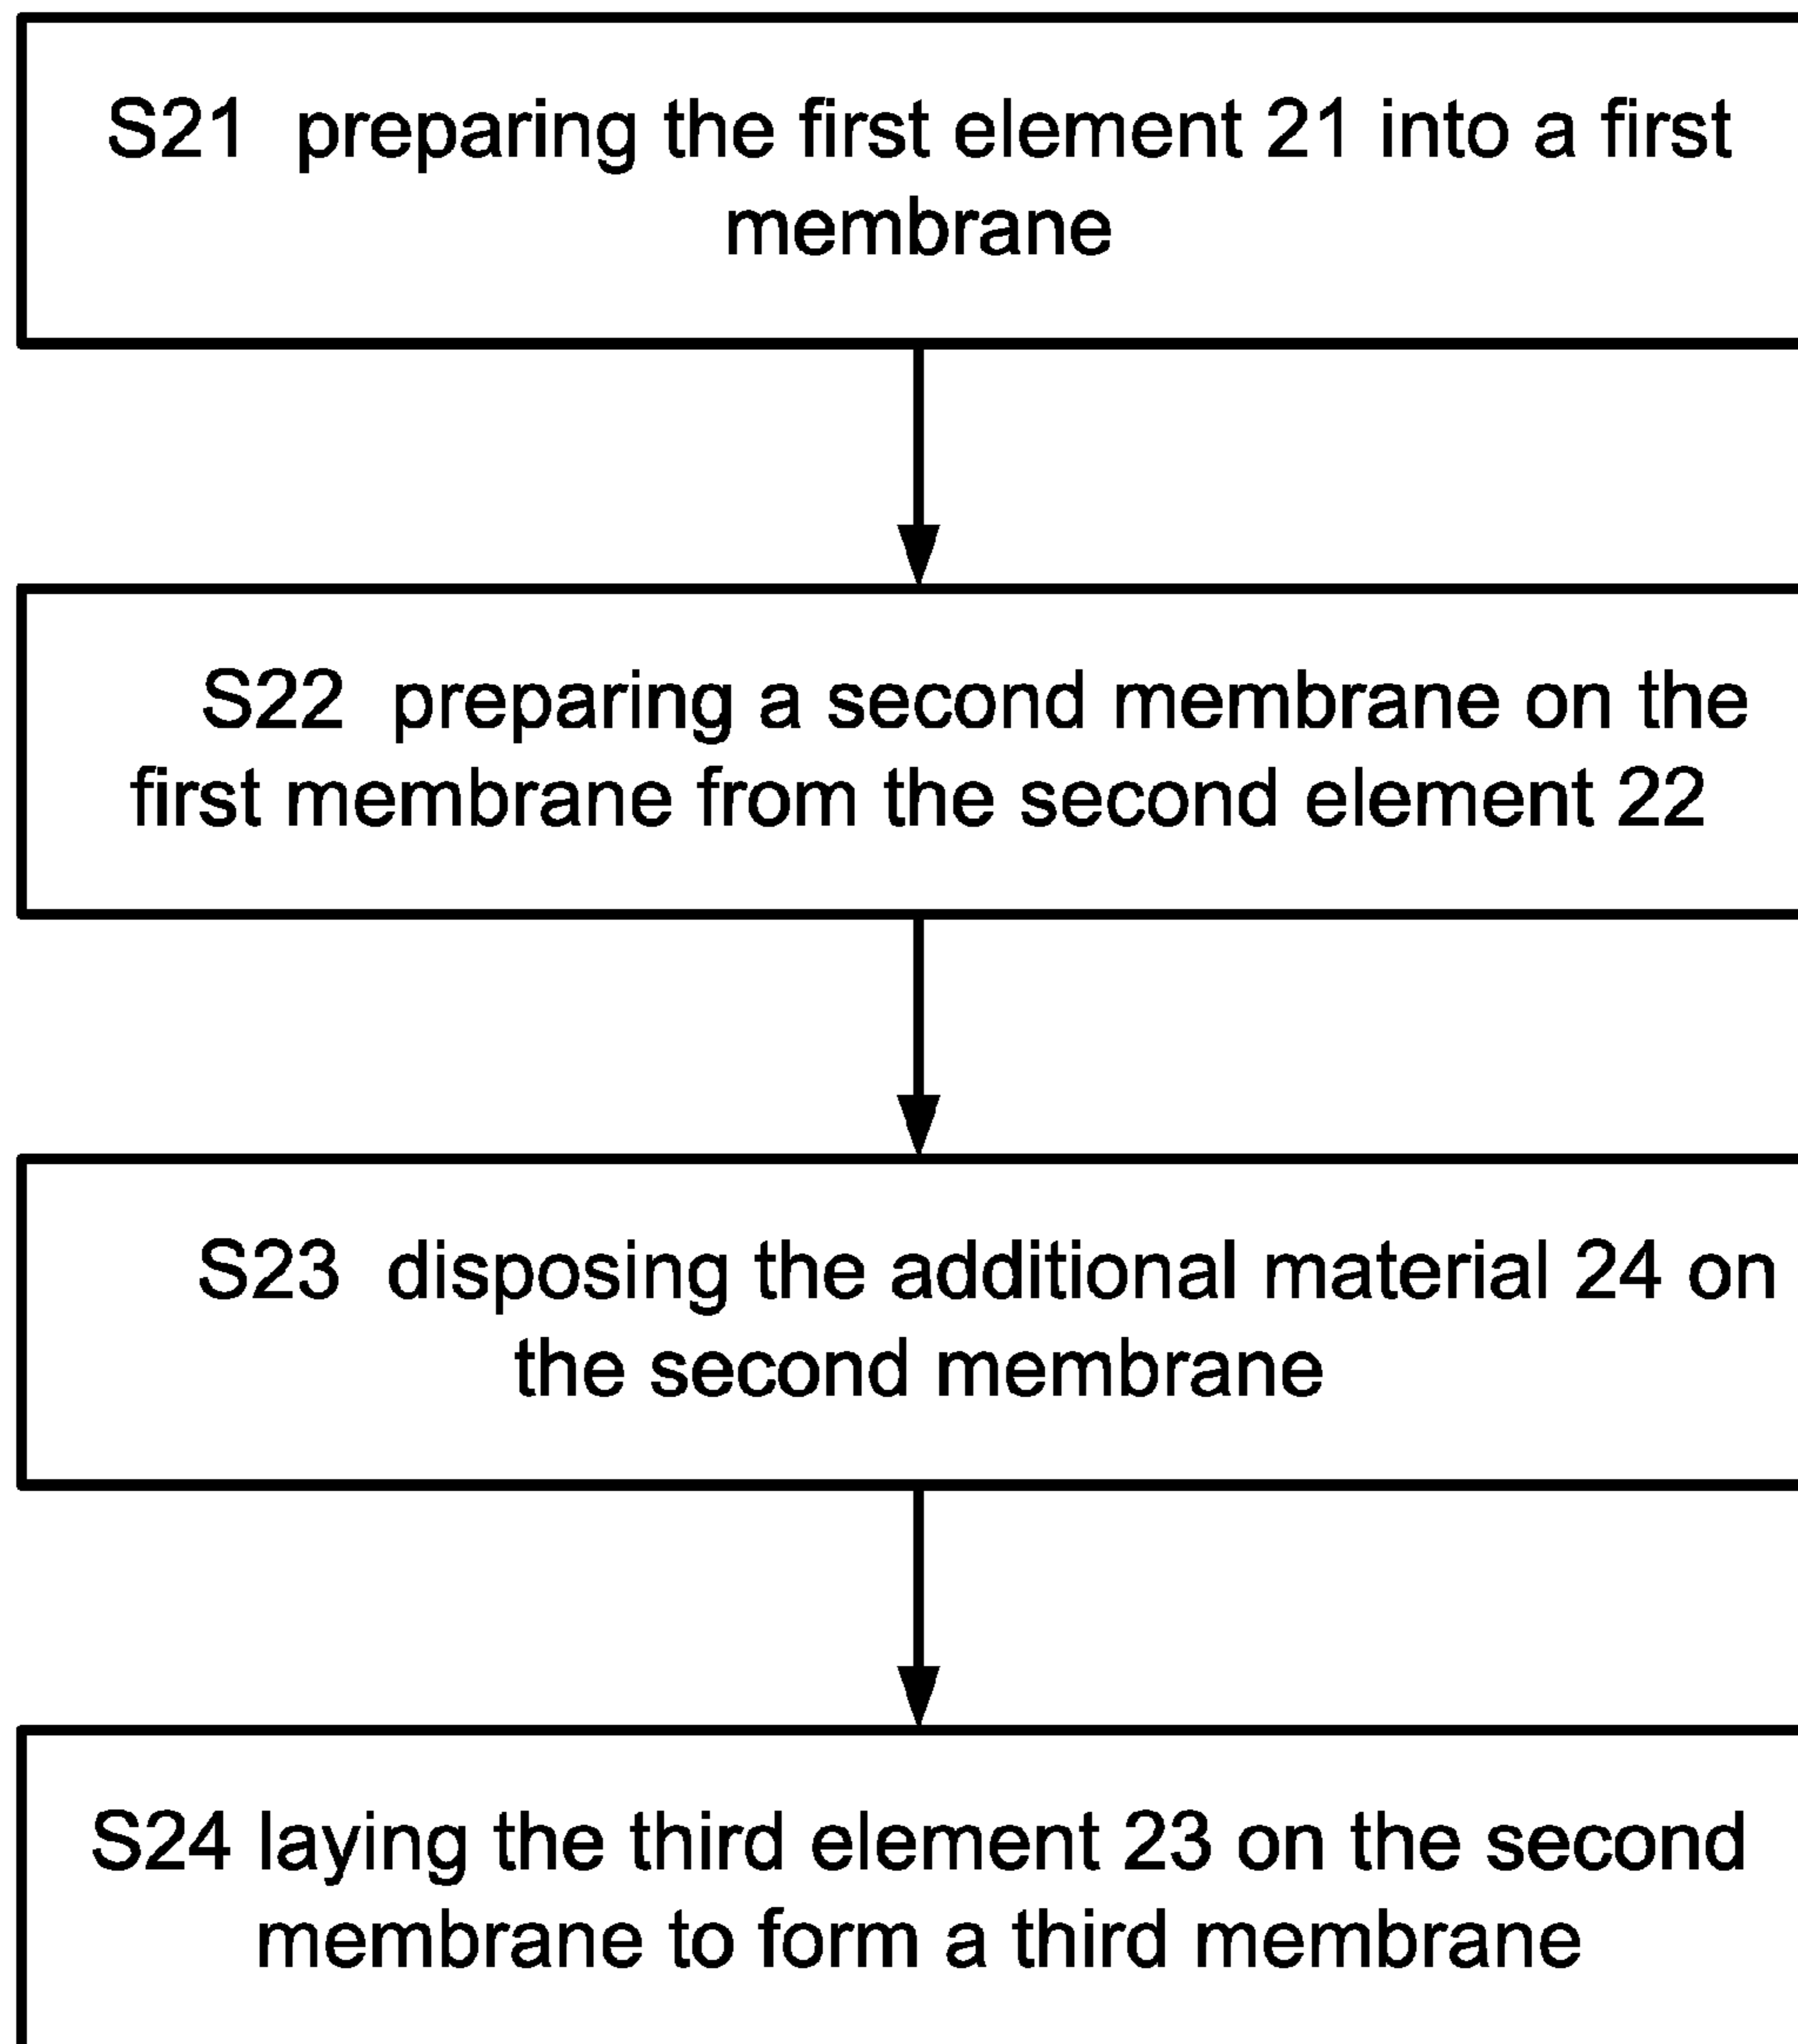 S21 preparing the first element 21 into a first
membrane
S22 preparing a second membrane on the
first membrane from the second element 22
S23 disposing the additional material 24 on
the second membrane
S24 laying the third element 23 on the second
membrane to form a third membrane